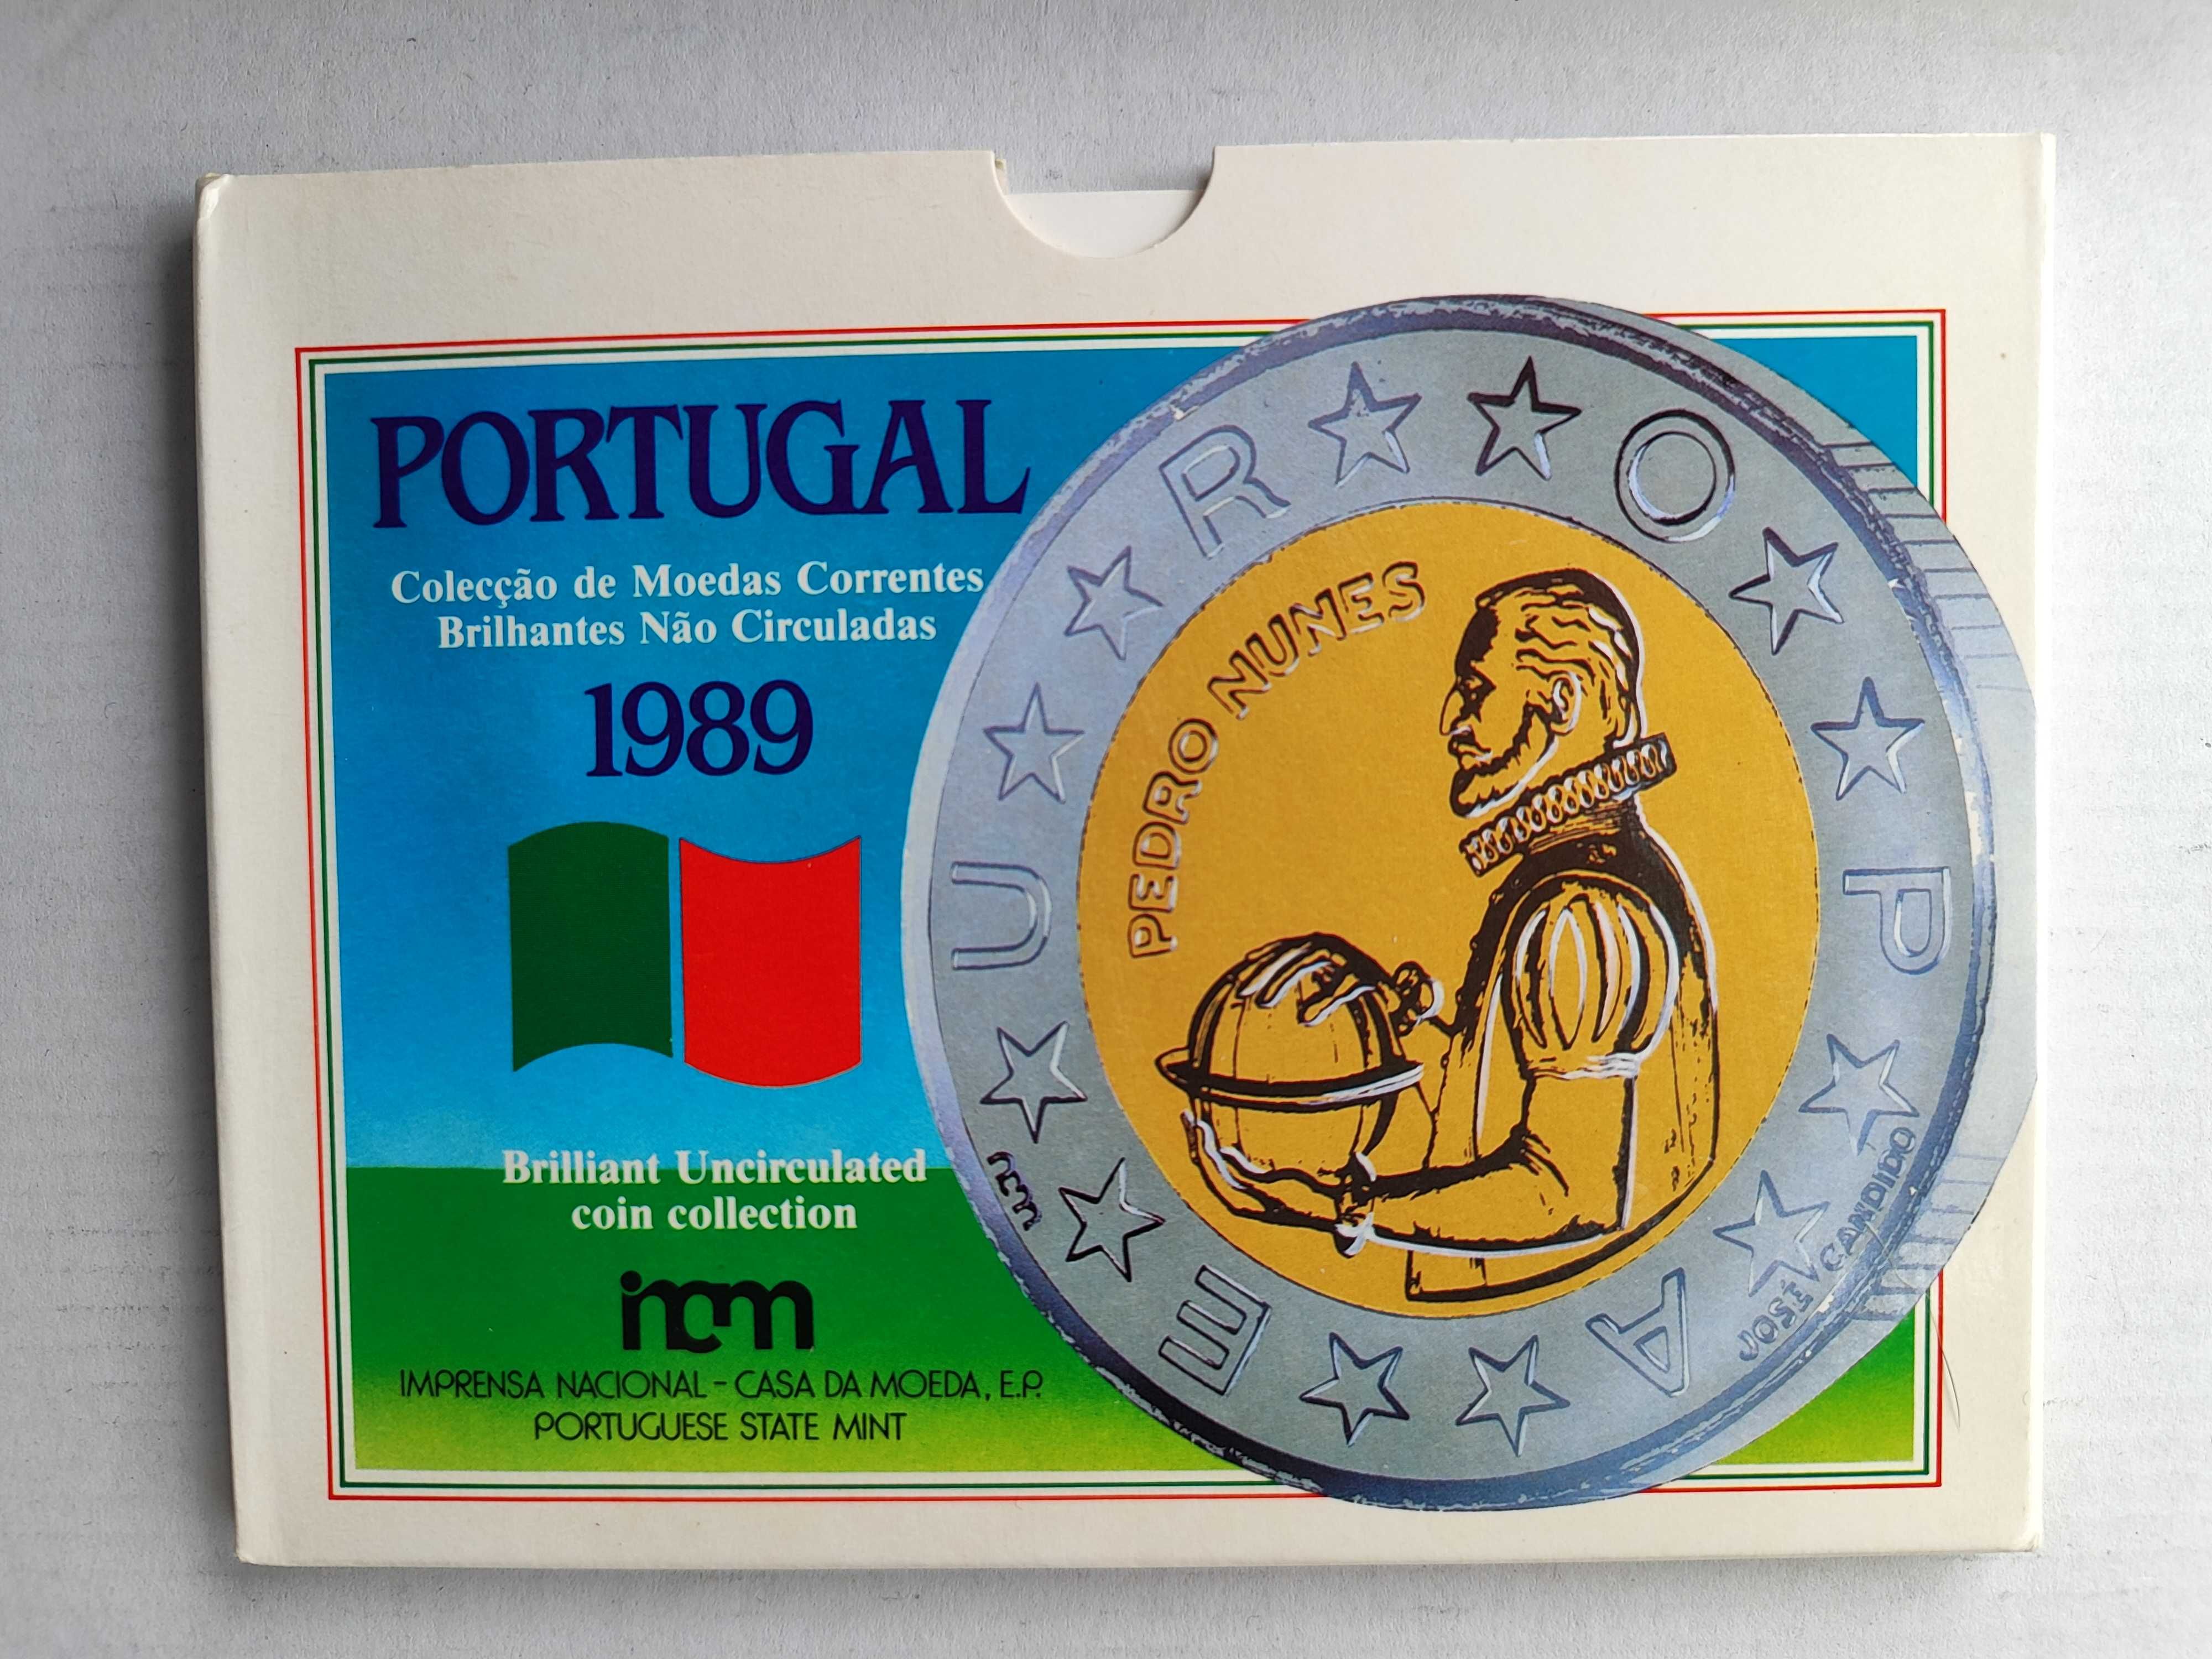 PORTUGAL
Colecção de Moedas Correntes
Brilhantes Não Circuladas
1989
Brilliant Uncirculated
coin collection
incm
IMPRENSA NACIONAL - CASA DA MOEDA, E.P.
PORTUGUESE STATE MINT
EUROPA
PEDRO NUNES
incm
JOSÉ CANDIDO